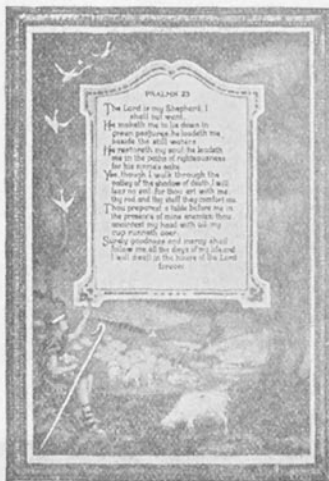 PSALMS 23
The Lord is my Shepherd, I
shall not want.
He maketh me to lie down in
green pastures; he leadeth me
beside the still waters
He restoreth my soul he leadeth
me in the paths of righteousness
for his names sake.
Yea, though I walk through the
valley of the shadow of death, I will
fear no evil for thou art with me
thy rod and thy staff they comfort me.
Thou preparest a table before me in
the presence of mine enemies thou
anointest my head with oil my
cup runneth over.
Surely goodness and mercy shall
follow me all the days of my life and
I will dwell in the house of the Lord
forever